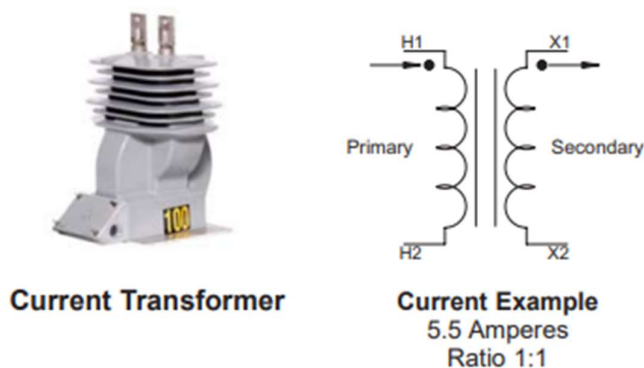 H1
X1
100
Primary
Secondary
H2
X2
Current Transformer
Current Example
5.5 Amperes
Ratio 1:1